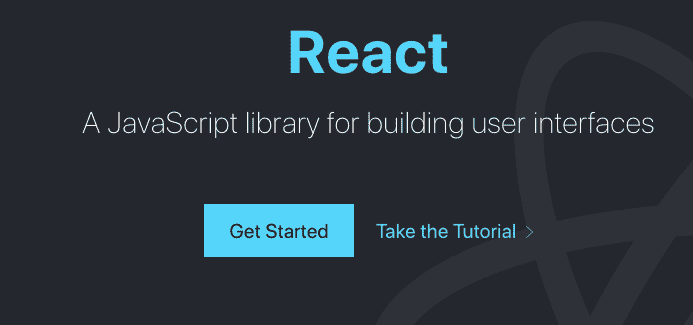 React
A JavaScript library for building user interfaces
Get Started
Take the Tutorial >